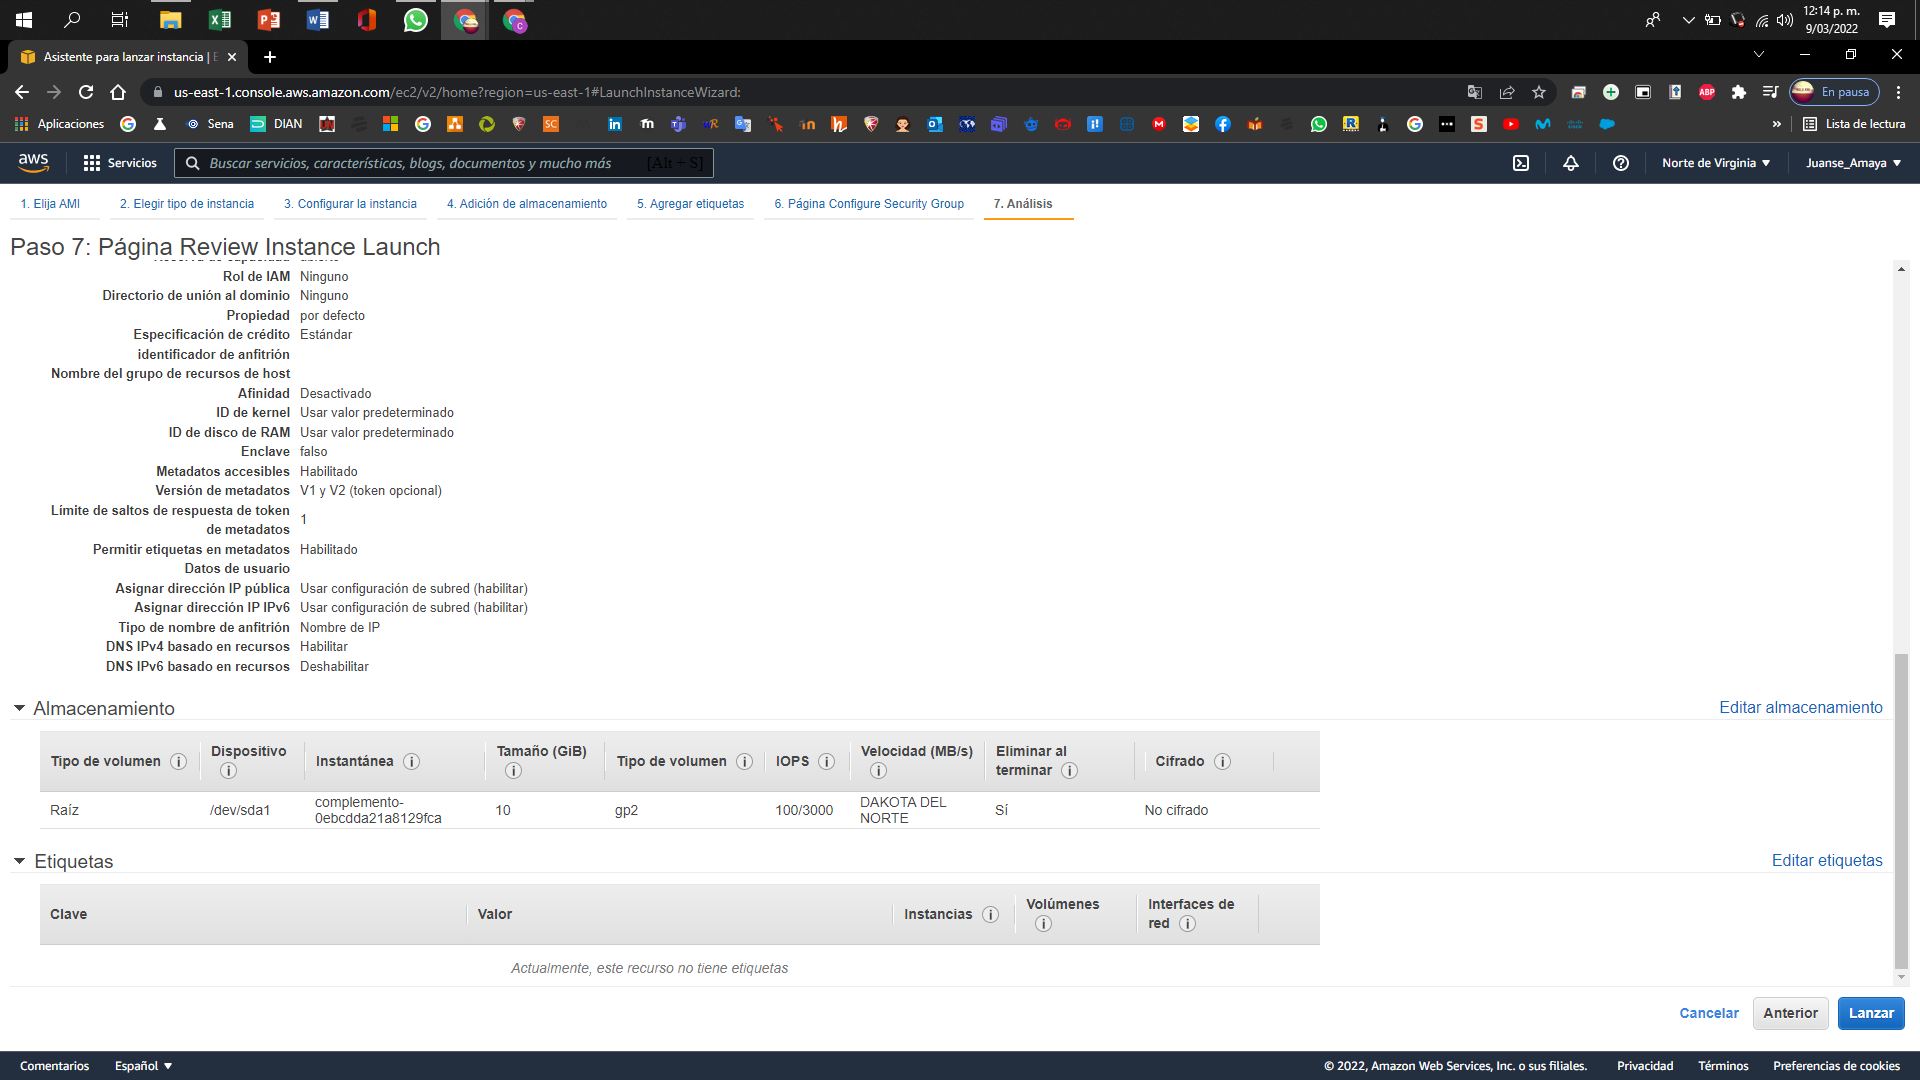 12:14 p. m.
9/03/2022
Asistente para lanzar instancia | E
us-east-1.console.aws.amazon.com/ec2/v2/home?region=us-east-1#LaunchInstanceWizard:
ABP
En pausa
Aplicaciones
Sena
DIAN
SC
Lista de lectura
aws
Servicios
Buscar servicios, características, blogs, documentos y mucho más
[Alt + S]
Norte de Virginia
Juanse_Amaya
1. Elija AMI
2. Elegir tipo de instancia
3. Configurar la instancia
4. Adición de almacenamiento
5. Agregar etiquetas
6. Página Configure Security Group
7. Análisis
Paso 7: Página Review Instance Launch
Rol de IAM Ninguno
Directorio de unión al dominio Ninguno
Propiedad por defecto
Especificación de crédito Estándar
identificador de anfitrión
Nombre del grupo de recursos de host
Afinidad Desactivado
ID de kernel Usar valor predeterminado
ID de disco de RAM Usar valor predeterminado
Enclave falso
Metadatos accesibles Habilitado
Versión de metadatos V1 y V2 (token opcional)
Límite de saltos de respuesta de token
de metadatos
1
Permitir etiquetas en metadatos Habilitado
Datos de usuario
Asignar dirección IP pública Usar configuración de subred (habilitar)
Asignar dirección IP IPv6 Usar configuración de subred (habilitar)
Tipo de nombre de anfitrión Nombre de IP
DNS IPv4 basado en recursos Habilitar
DNS IPv6 basado en recursos Deshabilitar
Almacenamiento
Editar almacenamiento
Tipo de volumen
Dispositivo
Instantánea
Tamaño (GiB)
Tipo de volumen
IOPS
Velocidad (MB/s)
Eliminar al
terminar
Cifrado
Raíz
/dev/sda1
complemento-
0ebcdda21a8129fca
10
gp2
100/3000
DAKOTA DEL
NORTE
Sí
No cifrado
Etiquetas
Editar etiquetas
Clave
Valor
Instancias
Volúmenes
Interfaces de
red
Actualmente, este recurso no tiene etiquetas
Cancelar
Anterior
Lanzar
Comentarios
Español
© 2022, Amazon Web Services, Inc. o sus filiales.
Privacidad
Términos
Preferencias de cookies